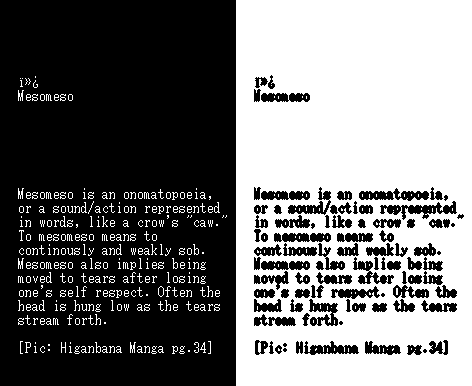 ï»¿
Mesomeso
Mesomeso is an onomatopoeia,
or a sound/action represented
in words, like a crow's "caw."
To mesomeso means to
continously and weakly sob.
Mesomeso also implies being
moved to tears after losing
one's self respect. Often the
head is hung low as the tears
stream forth.
[Pic: Higanbana Manga pg.34]
ï»¿
Mesomeso
Mesomeso is an onomatopoeia,
or a sound/action represented
in words, like a crow's "caw."
To mesomeso means to
continously and weakly sob.
Mesomeso also implies being
moved to tears after losing
one's self respect. Often the
head is hung low as the tears
stream forth.
[Pic: Higanbana Manga pg.34]